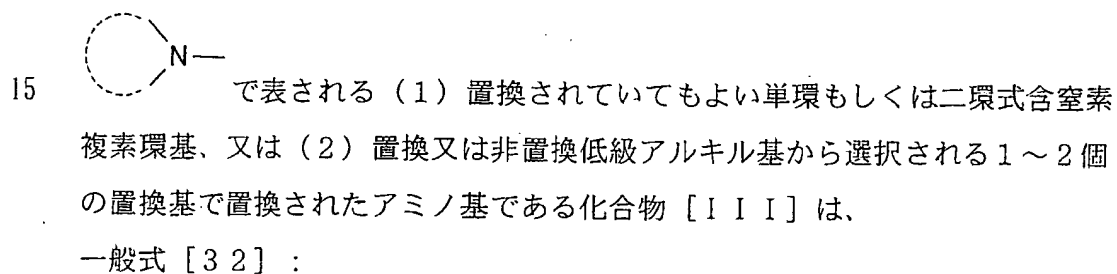 N—
15 で表される（1）置換されていてもよい単環もしくは二環式含窒素
複素環基、又は（2）置換又は非置換低級アルキル基から選択される1～2個
の置換基で置換されたアミノ基である化合物［ＩＩＩ］は、
一般式［32］：